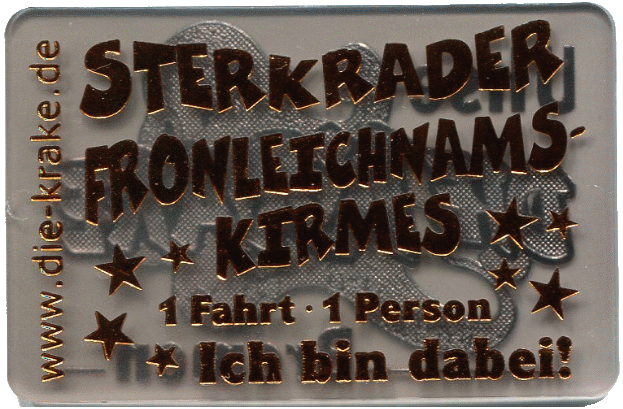 www.die-krake.de
STERKRADER
FRONLEICHNAMS-
KIRMES
1 Fahrt · 1 Person
Ich bin dabei!